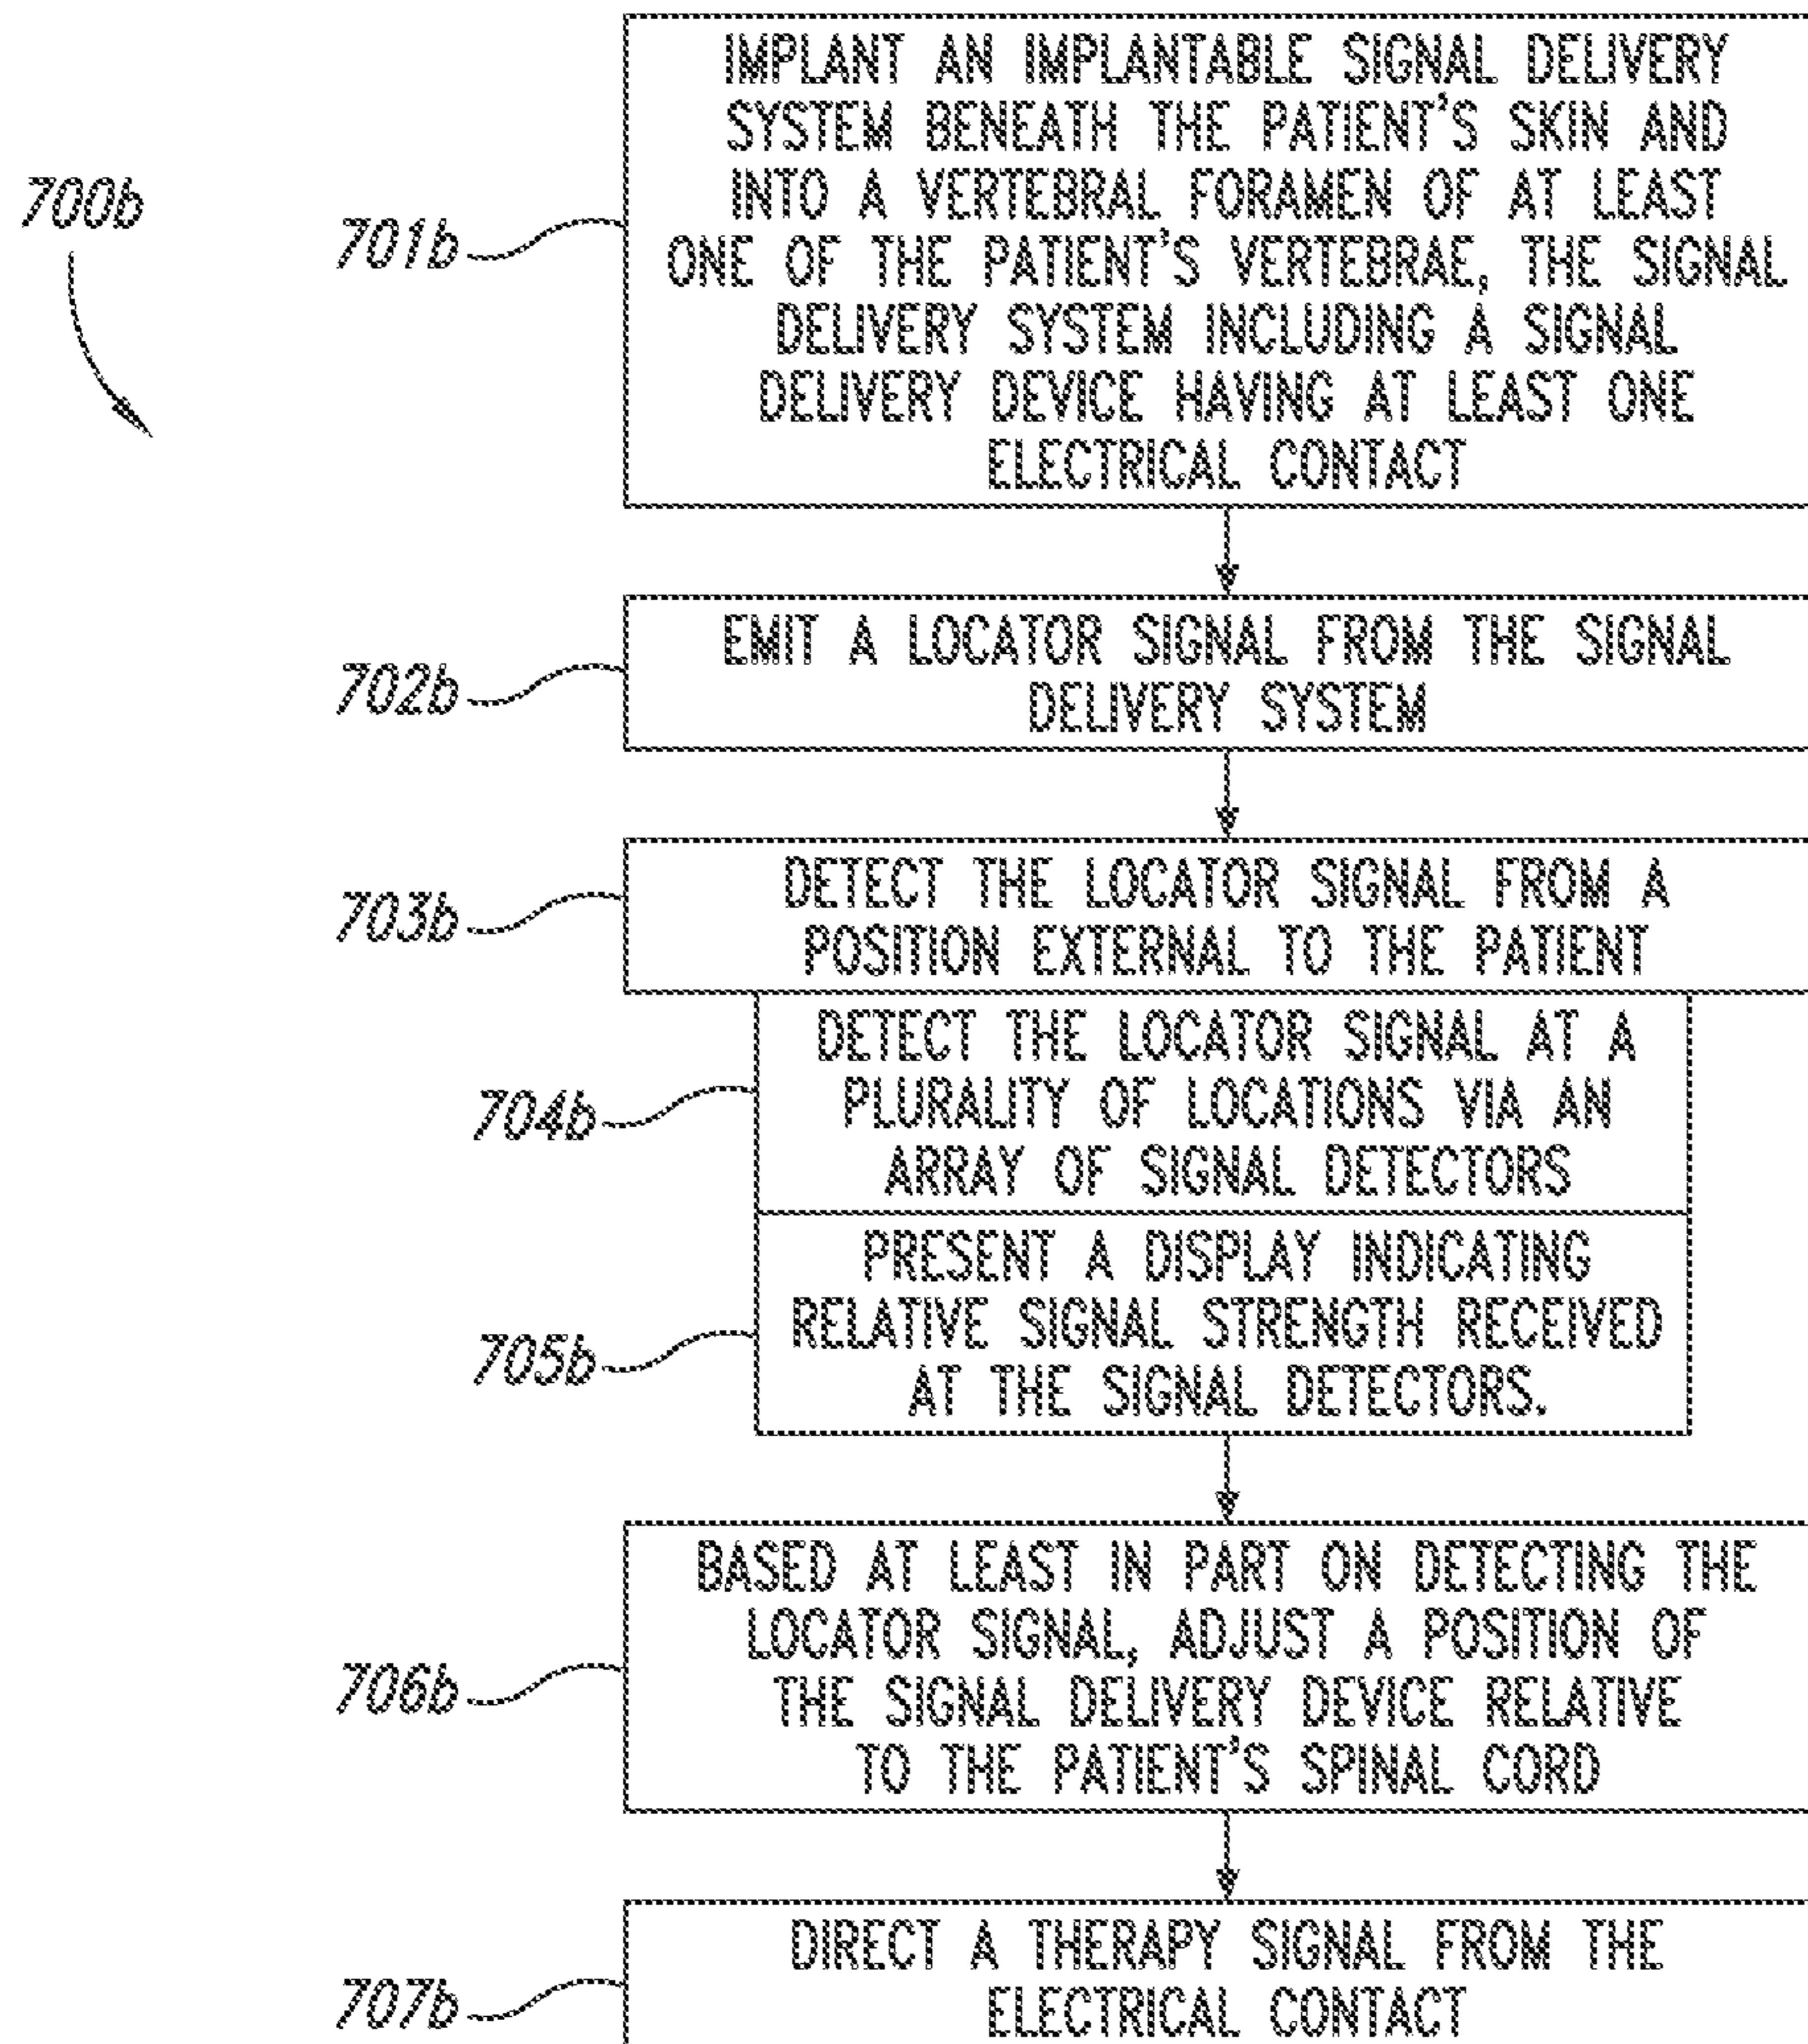 700b
701b
IMPLANT AN IMPLANTABLE SIGNAL DELIVERY
SYSTEM BENEATH THE PATIENT'S SKIN AND
INTO A VERTEBRAL FORAMEN OF AT LEAST
ONE OF THE PATIENT'S VERTEBRAE, THE SIGNAL
DELIVERY SYSTEM INCLUDING A SIGNAL
DELIVERY DEVICE HAVING AT LEAST ONE
ELECTRICAL CONTACT
702b
EMIT A LOCATOR SIGNAL FROM THE SIGNAL
DELIVERY SYSTEM
703b
DETECT THE LOCATOR SIGNAL FROM A
POSITION EXTERNAL TO THE PATIENT
704b
DETECT THE LOCATOR SIGNAL AT A
PLURALITY OF LOCATIONS VIA AN
ARRAY OF SIGNAL DETECTORS
705b
PRESENT A DISPLAY INDICATING
RELATIVE SIGNAL STRENGTH RECEIVED
AT THE SIGNAL DETECTORS.
706b
BASED AT LEAST IN PART ON DETECTING THE
LOCATOR SIGNAL, ADJUST A POSITION OF
THE SIGNAL DELIVERY DEVICE RELATIVE
TO THE PATIENT'S SPINAL CORD
707b
DIRECT A THERAPY SIGNAL FROM THE
ELECTRICAL CONTACT